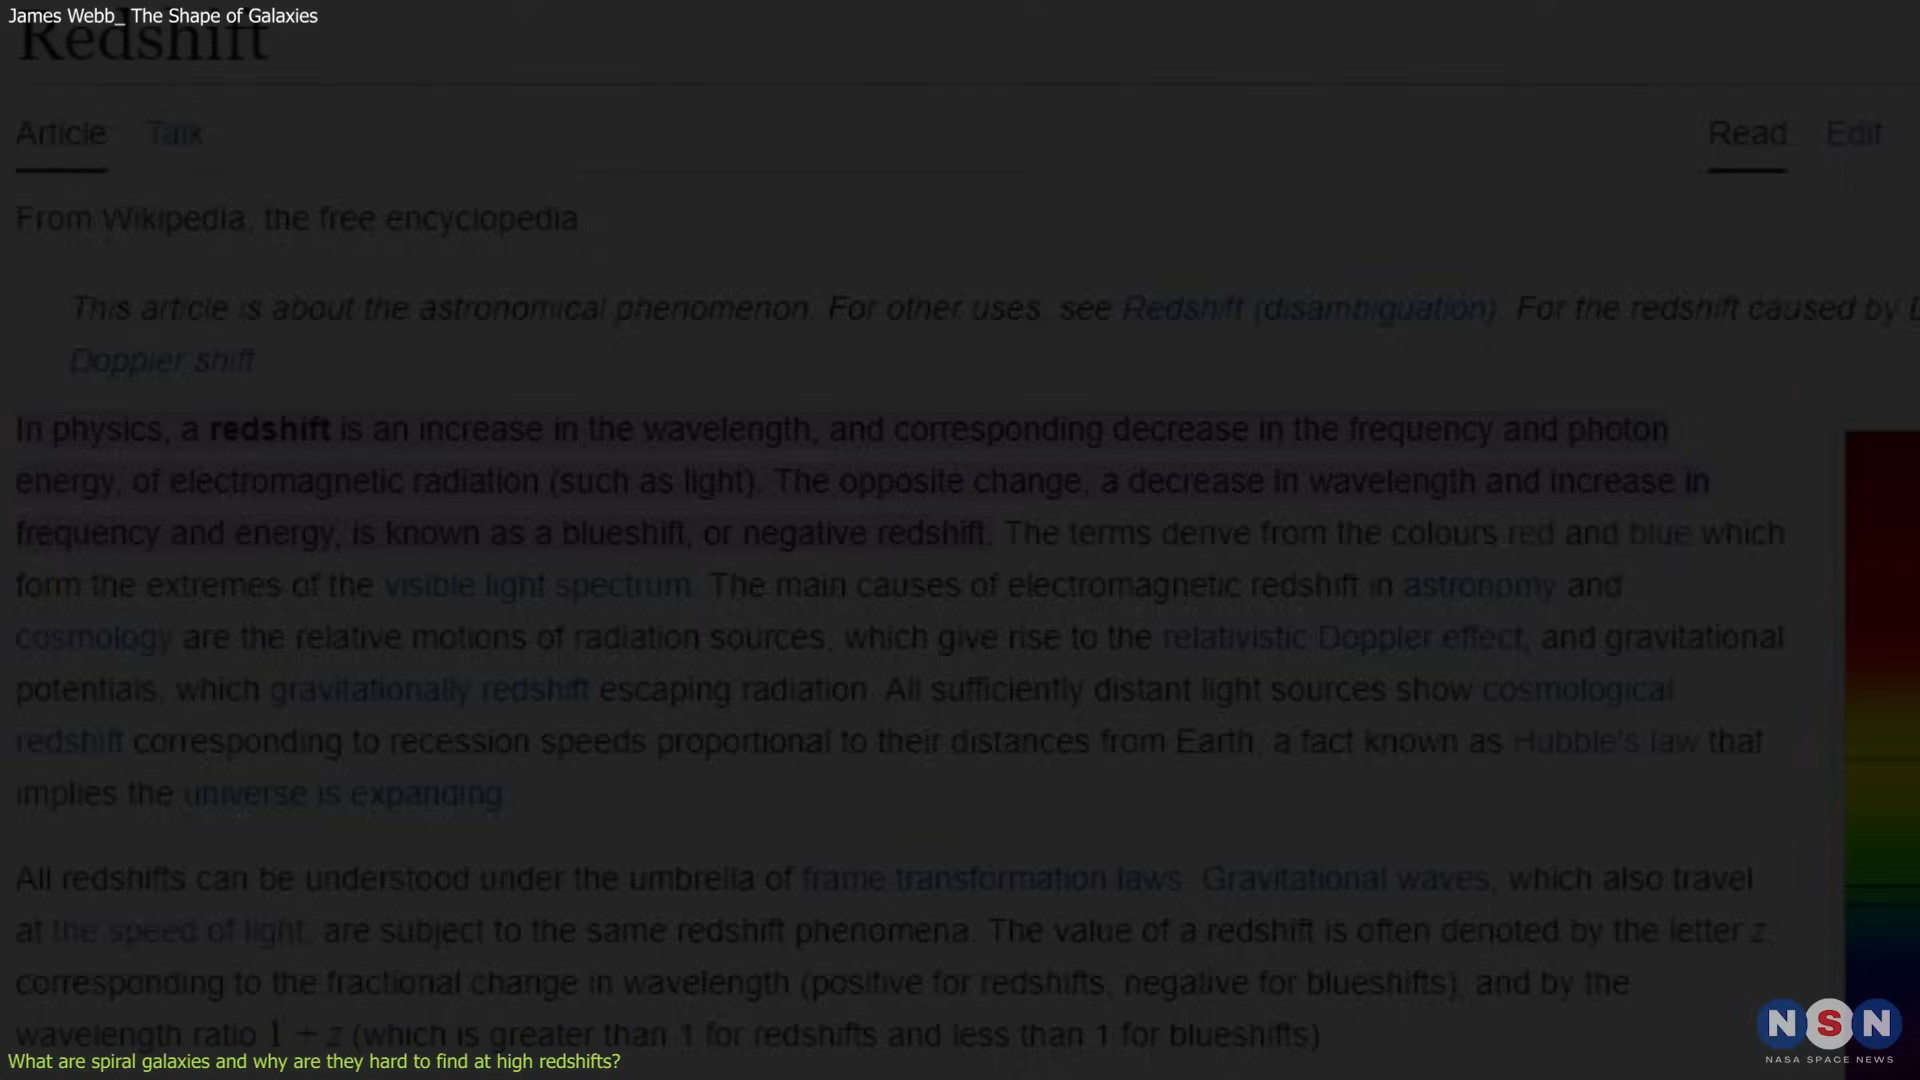 James Webb_ The Shape of Galaxies
Redshift
Article Talk Read Edit
From Wikipedia, the free encyclopedia
This article is about the astronomical phenomenon. For other uses, see Redshift (disambiguation). For the redshift caused by D
Doppler shift
In physics, a redshift is an increase in the wavelength, and corresponding decrease in the frequency and photon
energy, of electromagnetic radiation (such as light). The opposite change, a decrease in wavelength and increase in
frequency and energy, is known as a blueshift, or negative redshift. The terms derive from the colours red and blue which
form the extremes of the visible light spectrum. The main causes of electromagnetic redshift in astronomy and
cosmology are the relative motions of radiation sources, which give rise to the relativistic Doppler effect, and gravitational
potentials, which gravitationally redshift escaping radiation. All sufficiently distant light sources show cosmological
redshift corresponding to recession speeds proportional to their distances from Earth, a fact known as Hubble's law that
implies the universe is expanding.
All redshifts can be understood under the umbrella of frame transformation laws. Gravitational waves, which also travel
at the speed of light, are subject to the same redshift phenomena. The value of a redshift is often denoted by the letter z,
corresponding to the fractional change in wavelength (positive for redshifts, negative for blueshifts), and by the
wavelength ratio 1 + z (which is greater than 1 for redshifts and less than 1 for blueshifts)
NSN
NASA SPACE NEWS
What are spiral galaxies and why are they hard to find at high redshifts?